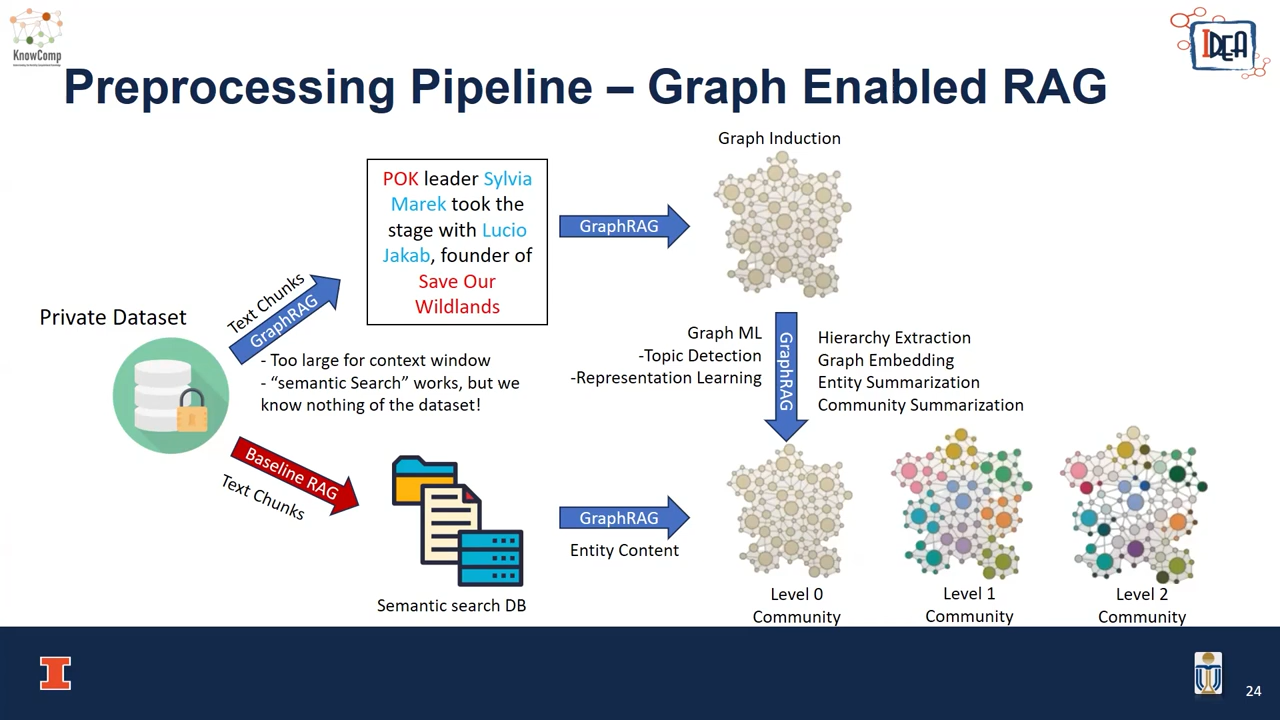 KnowComp
IDEA
Preprocessing Pipeline – Graph Enabled RAG
Graph Induction
POK leader Sylvia
Marek took the
stage with Lucio
Jakab, founder of
Save Our
Wildlands
GraphRAG
Text Chunks
GraphRAG
Private Dataset
- Too large for context window
- “semantic Search” works, but we
know nothing of the dataset!
Graph ML
-Topic Detection
-Representation Learning
GraphRAG
Hierarchy Extraction
Graph Embedding
Entity Summarization
Community Summarization
Baseline RAG
Text Chunks
GraphRAG
Entity Content
Semantic search DB
Level 0
Community
Level 1
Community
Level 2
Community
24